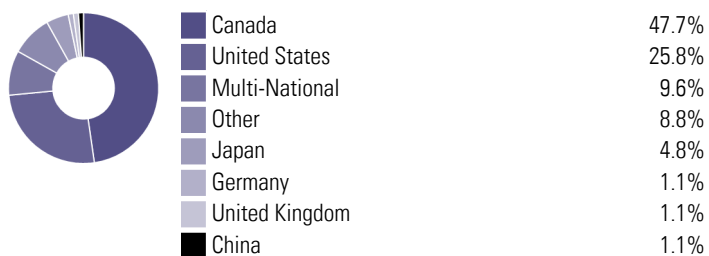 Canada 47.7%
United States 25.8%
Multi-National 9.6%
Other 8.8%
Japan 4.8%
Germany 1.1%
United Kingdom 1.1%
China 1.1%